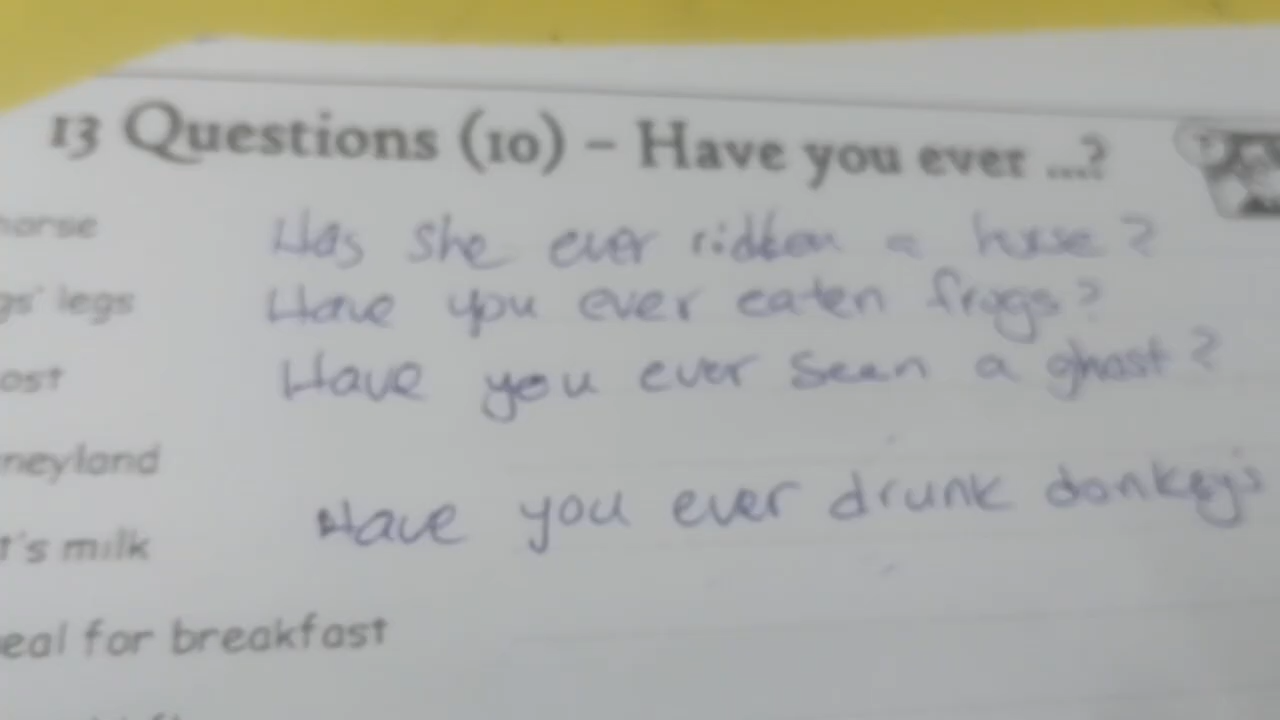 13 Questions (10) – Have you ever ...?
horse Has she ever ridden a horse?
gs' legs Have you ever eaten frogs?
ost Have you ever seen a ghost?
neyland
t's milk Have you ever drunk donkey's
eal for breakfast